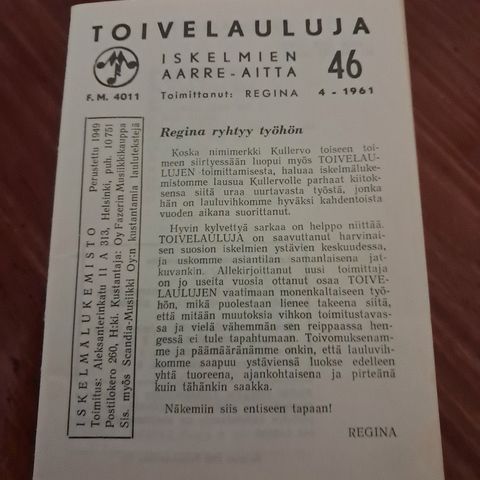 TOIVELAULUJA
ISKELMIEN
AARRE-AITTA
46
F.M. 4011
Toimittanut: REGINA
4 - 1961
Regina ryhtyy työhön
Koska nimimerkki Kullervo toiseen toi-
meen siirtyessään luopui myös TOIVELAU-
LUJEN toimittamisesta, haluaa iskelmäluke-
mistomme lausua Kullervolle parhaat kiitok-
sensa siitä uraa uurtavasta työstä, jonka
hän on lauluvihkomme hyväksi kahdentoista
vuoden aikana suorittanut.
Hyvin kylvettyä sarkaa on helppo niittää.
TOIVELAULUJA on saavuttanut harvinai-
sen suosion iskelmien ystävien keskuudessa,
ja uskomme asiantilan samanlaisena jat-
kuvankin. Allekirjoittanut uusi toimittaja
on jo useita vuosia ottanut osaa TOIVE-
LAULUJEN vaatimaan monenkaltaiseen työ-
hön, mikä puolestaan lienee takeena siitä,
että mitään muutoksia vihkon toimitustavas-
sa ja vielä vähemmän sen reippaassa hen-
gessä ei tule tapahtumaan. Toivomuksenam-
me ja päämääränämme onkin, että lauluvih-
komme saapuu ystäviensä luokse edelleen
yhtä tuoreena, ajankohtaisena ja pirteänä
kuin tähänkin saakka.
Näkemiin siis entiseen tapaan!
REGINA
ISKELMÄLUKEMISTO Perustettu 1949
Toimitus: Aleksanterinkatu 11 A 313, Helsinki, puh. 10 751
Postilokero 260, H:ki. Kustantaja: Oy Fazerin Musiikkikauppa
Sis. myös Scandia-Musiikki Oy:n kustantamia laulutekstejä